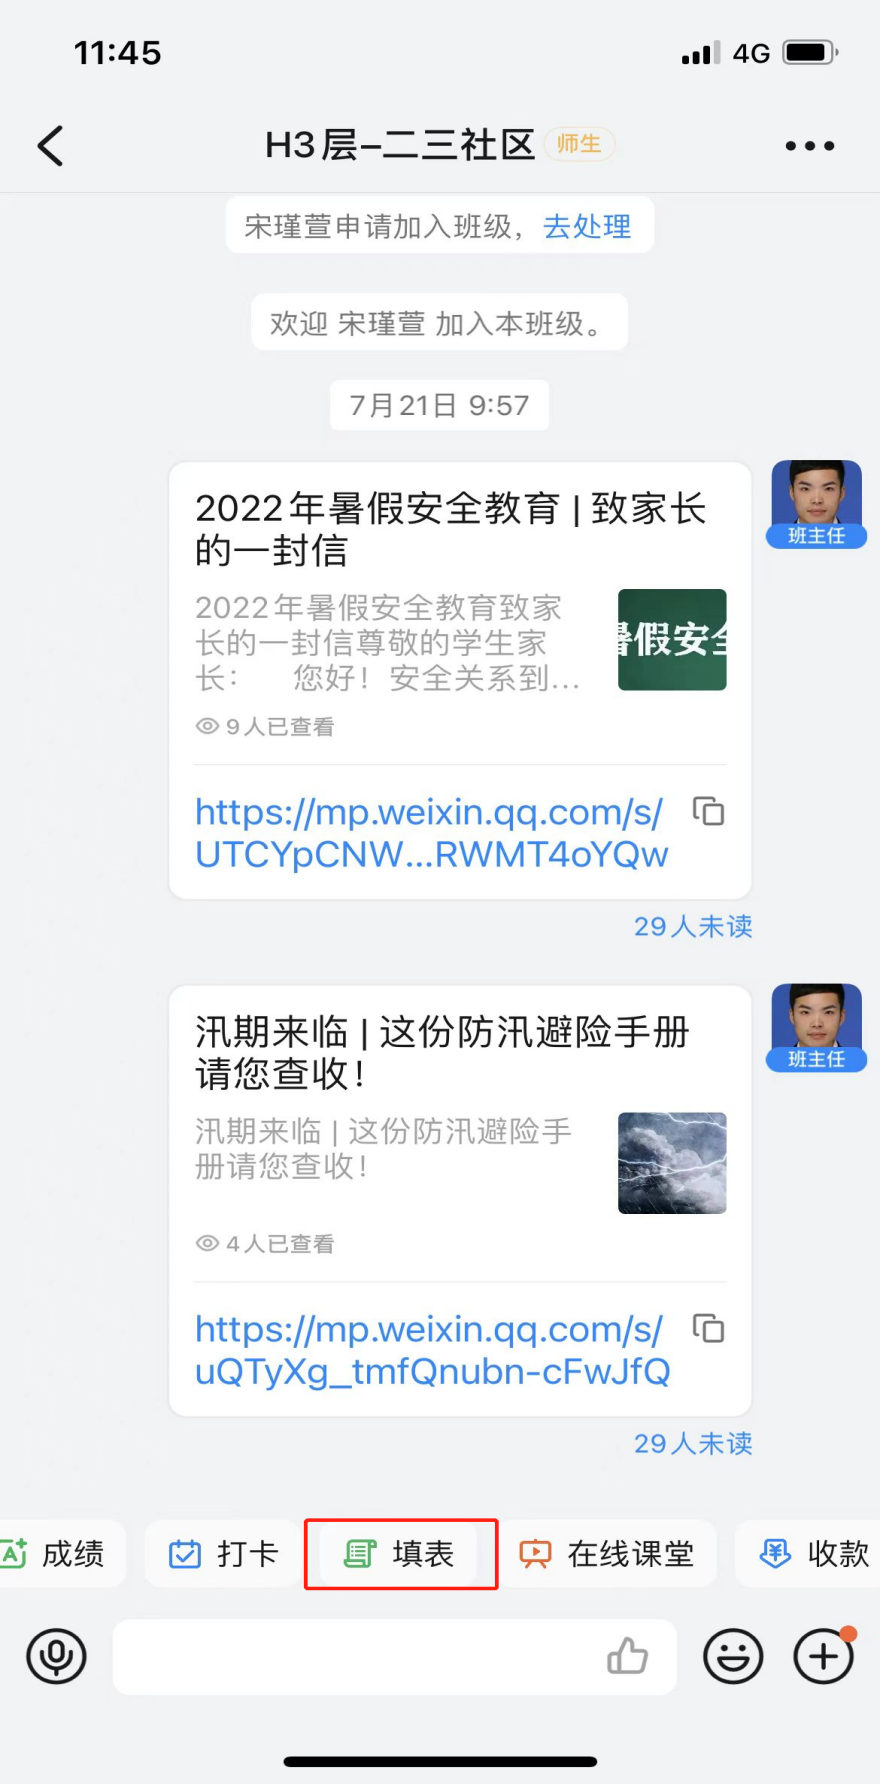 11:45
4G
H3层–二三社区 师生
宋瑾萱申请加入班级，去处理
欢迎 宋瑾萱 加入本班级。
7月21日 9:57
2022年暑假安全教育 | 致家长
的一封信
班主任
2022年暑假安全教育致家
长的一封信尊敬的学生家
长： 您好！安全关系到...
暑假安全
9人已查看
https://mp.weixin.qq.com/s/
UTCYpCNW...RWMT4oYQw
29人未读
汛期来临 | 这份防汛避险手册
请您查收！
班主任
汛期来临 | 这份防汛避险手
册请您查收！
4人已查看
https://mp.weixin.qq.com/s/
uQTyXg_tmfQnubn-cFwJfQ
29人未读
成绩 打卡 填表 在线课堂 收款